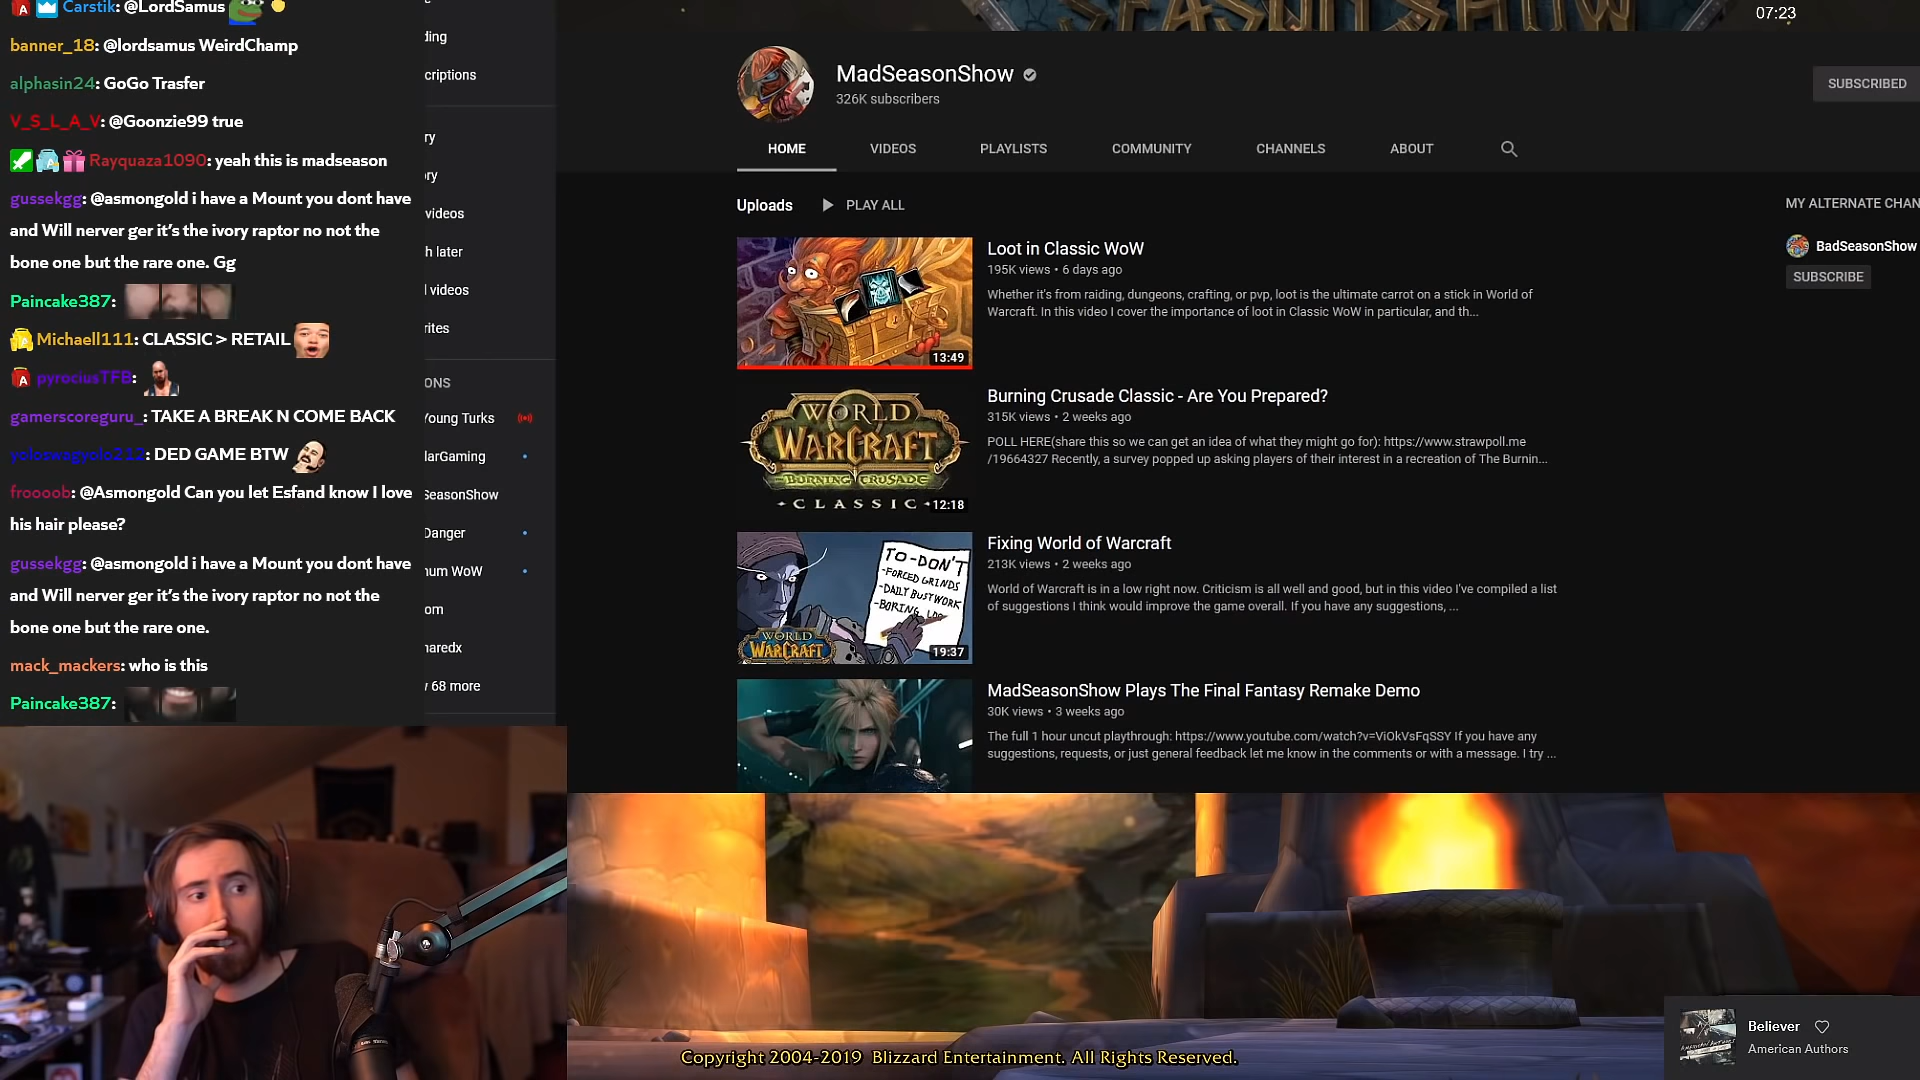 Carstik: @LordSamus
banner_18: @lordsamus WeirdChamp
alphasin24: GoGo Trasfer
V_S_L_A_V: @Goonzie99 true
Rayquaza1090: yeah this is madseason
gussekgg: @asmongold i have a Mount you dont have
and Will nerver ger it’s the ivory raptor no not the
bone one but the rare one. Gg
Paincake387:
Michaell111: CLASSIC > RETAIL
pyrociusTFB:
gamerscoreguru_: TAKE A BREAK N COME BACK
yoloswagyolo212: DED GAME BTW
froooob: @Asmongold Can you let Esfand know I love
his hair please?
gussekgg: @asmongold i have a Mount you dont have
and Will nerver ger it’s the ivory raptor no not the
bone one but the rare one.
mack_mackers: who is this
Paincake387:
ding
criptions
ry
ory
videos
h later
d videos
rites
ONS
Young Turks
larGaming
SeasonShow
Danger
num WoW
om
haredx
w 68 more
SEASON SHOW
07:23
MadSeasonShow
326K subscribers
SUBSCRIBED
HOME VIDEOS PLAYLISTS COMMUNITY CHANNELS ABOUT
Uploads PLAY ALL
Loot in Classic WoW
195K views • 6 days ago
Whether it's from raiding, dungeons, crafting, or pvp, loot is the ultimate carrot on a stick in World of
Warcraft. In this video I cover the importance of loot in Classic WoW in particular, and th...
13:49
WORLD
WARCRAFT
BURNING CRUSADE
CLASSIC
12:18
Burning Crusade Classic - Are You Prepared?
315K views • 2 weeks ago
POLL HERE(share this so we can get an idea of what they might go for): https://www.strawpoll.me
/19664327 Recently, a survey popped up asking players of their interest in a recreation of The Burnin...
TO-DON'T
-FORCED GRINDS
-DAILY BUSYWORK
-BORING
WORLD
WARCRAFT
19:37
Fixing World of Warcraft
213K views • 2 weeks ago
World of Warcraft is in a low right now. Criticism is all well and good, but in this video I've compiled a list
of suggestions I think would improve the game overall. If you have any suggestions, ...
MadSeasonShow Plays The Final Fantasy Remake Demo
30K views • 3 weeks ago
The full 1 hour uncut playthrough: https://www.youtube.com/watch?v=ViOkVsFqSSY If you have any
suggestions, requests, or just general feedback let me know in the comments or with a message. I try ...
MY ALTERNATE CHAN
BadSeasonShow
SUBSCRIBE
Copyright 2004-2019 Blizzard Entertainment. All Rights Reserved.
Believer
American Authors